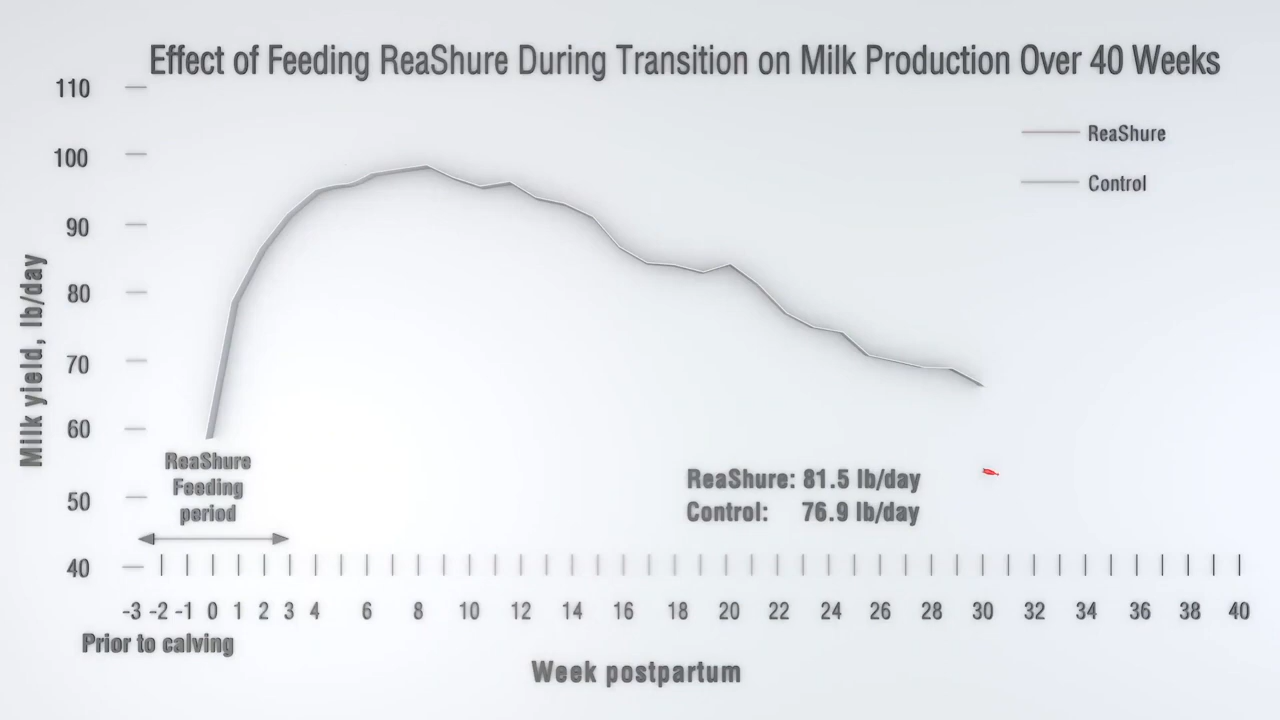 Effect of Feeding ReaShure During Transition on Milk Production Over 40 Weeks
110
100
90
80
70
60
50
40
Milk yield, lb/day
ReaShure
Control
ReaShure
Feeding
period
ReaShure: 81.5 lb/day
Control: 76.9 lb/day
-3 -2 -1 0 1 2 3 4 6 8 10 12 14 16 18 20 22 24 26 28 30 32 34 36 38 40
Prior to calving
Week postpartum